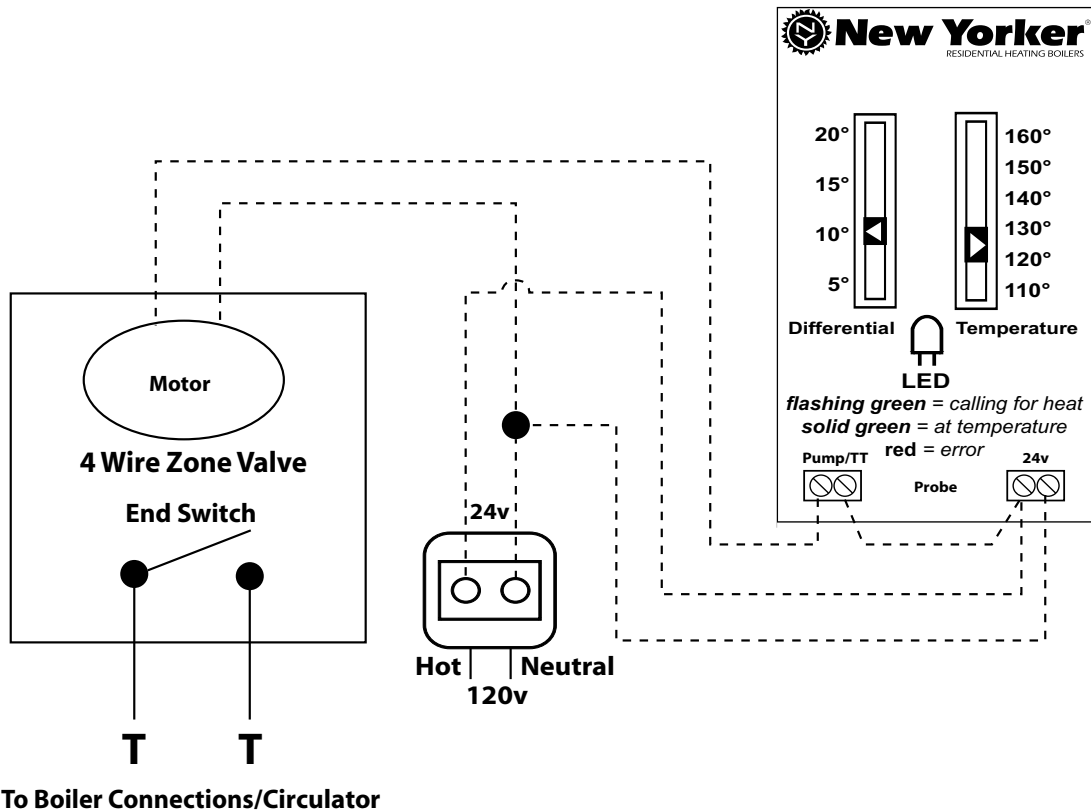 New Yorker®
RESIDENTIAL HEATING BOILERS
20°
15°
10°
5°
160°
150°
140°
130°
120°
110°
Differential
Temperature
LED
flashing green = calling for heat
solid green = at temperature
red = error
Pump/TT
Probe
24v
Motor
4 Wire Zone Valve
End Switch
T T
To Boiler Connections/Circulator
24v
Hot Neutral
120v